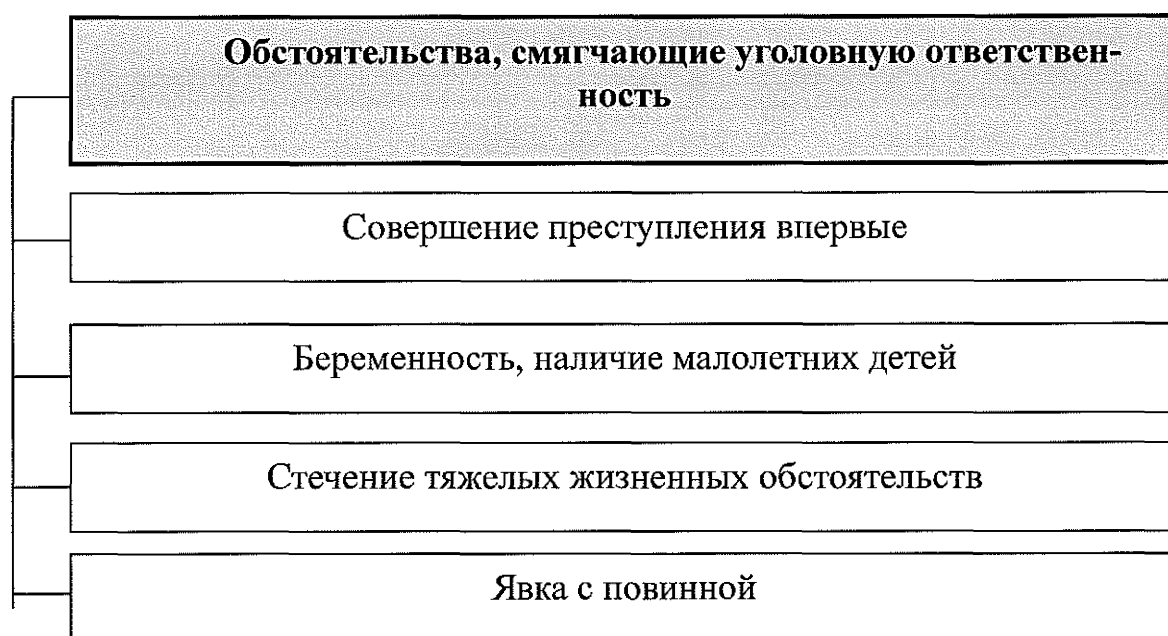 Обстоятельства, смягчающие уголовную ответствен-
ность
Совершение преступления впервые
Беременность, наличие малолетних детей
Стечение тяжелых жизненных обстоятельств
Явка с повинной